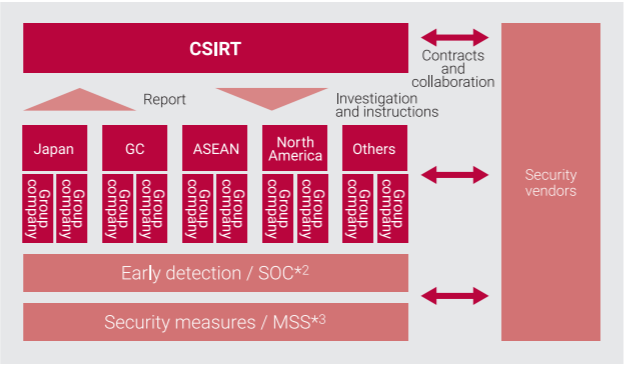 CSIRT
Contracts
and
collaboration
Report
Investigation
and instructions
Japan
GC
ASEAN
North
America
Others
Group
company
Group
company
Group
company
Group
company
Group
company
Group
company
Group
company
Group
company
Group
company
Group
company
Security
vendors
Early detection / SOC*2
Security measures / MSS*3